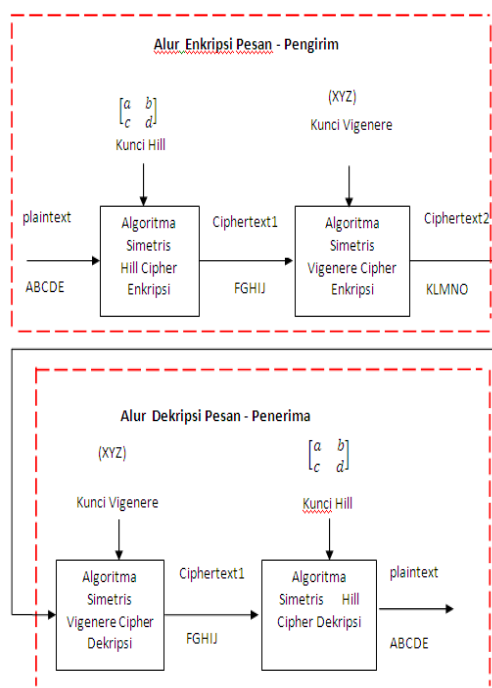 Alur Enkripsi Pesan - Pengirim
[a b
c d]
Kunci Hill
(XYZ)
Kunci Vigenere
plaintext
ABCDE
Algoritma
Simetris
Hill Cipher
Enkripsi
Ciphertext1
FGHIJ
Algoritma
Simetris
Vigenere Cipher
Enkripsi
Ciphertext2
KLMNO
Alur Dekripsi Pesan - Penerima
(XYZ)
Kunci Vigenere
[a b
c d]
Kunci Hill
Algoritma
Simetris
Vigenere Cipher
Dekripsi
Ciphertext1
FGHIJ
Algoritma
Simetris Hill
Cipher Dekripsi
plaintext
ABCDE